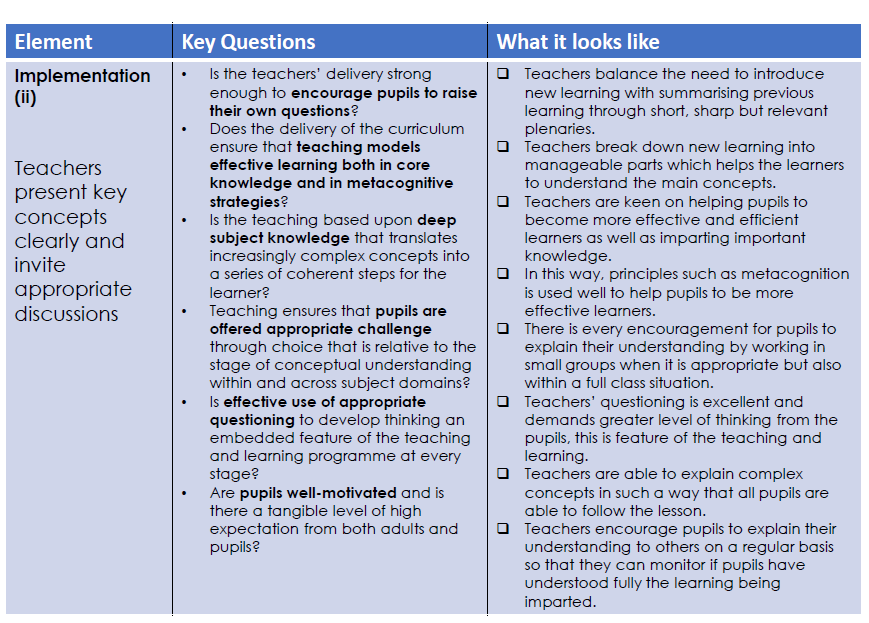 Element
Key Questions
What it looks like
Implementation
(ii)
Teachers
present key
concepts
clearly and
invite
appropriate
discussions
• Is the teachers’ delivery strong
enough to encourage pupils to raise
their own questions?
• Does the delivery of the curriculum
ensure that teaching models
effective learning both in core
knowledge and in metacognitive
strategies?
• Is the teaching based upon deep
subject knowledge that translates
increasingly complex concepts into
a series of coherent steps for the
learner?
• Teaching ensures that pupils are
offered appropriate challenge
through choice that is relative to the
stage of conceptual understanding
within and across subject domains?
• Is effective use of appropriate
questioning to develop thinking an
embedded feature of the teaching
and learning programme at every
stage?
• Are pupils well-motivated and is
there a tangible level of high
expectation from both adults and
pupils?
❑ Teachers balance the need to introduce
new learning with summarising previous
learning through short, sharp but relevant
plenaries.
❑ Teachers break down new learning into
manageable parts which helps the learners
to understand the main concepts.
❑ Teachers are keen on helping pupils to
become more effective and efficient
learners as well as imparting important
knowledge.
❑ In this way, principles such as metacognition
is used well to help pupils to be more
effective learners.
❑ There is every encouragement for pupils to
explain their understanding by working in
small groups when it is appropriate but also
within a full class situation.
❑ Teachers’ questioning is excellent and
demands greater level of thinking from the
pupils, this is feature of the teaching and
learning.
❑ Teachers are able to explain complex
concepts in such a way that all pupils are
able to follow the lesson.
❑ Teachers encourage pupils to explain their
understanding to others on a regular basis
so that they can monitor if pupils have
understood fully the learning being
imparted.